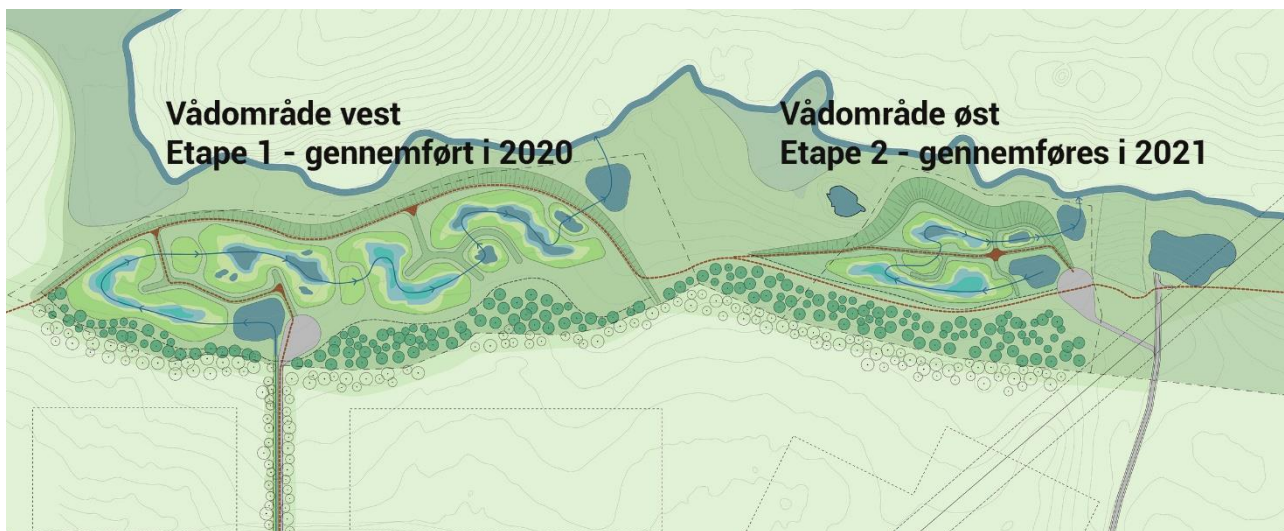 Vådområde vest
Etape 1 - gennemført i 2020
Vådområde øst
Etape 2 - gennemføres i 2021